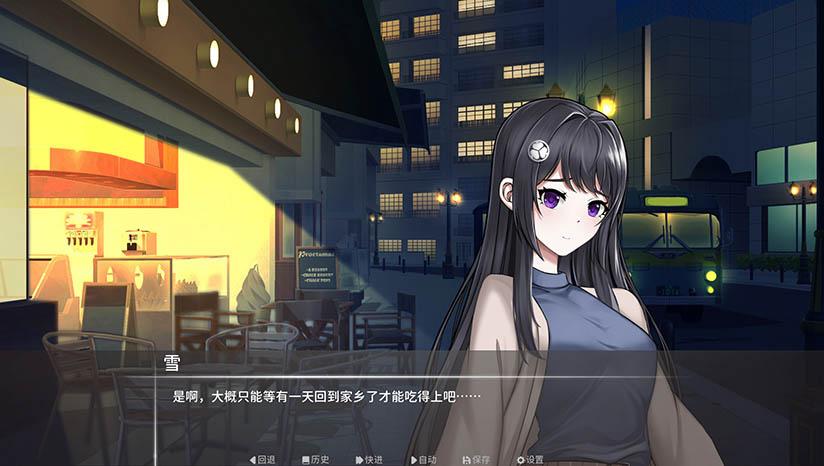 雪
是啊，大概只能等有一天回到家乡了才能吃得上吧……
回退 历史 快进 自动 保存 设置